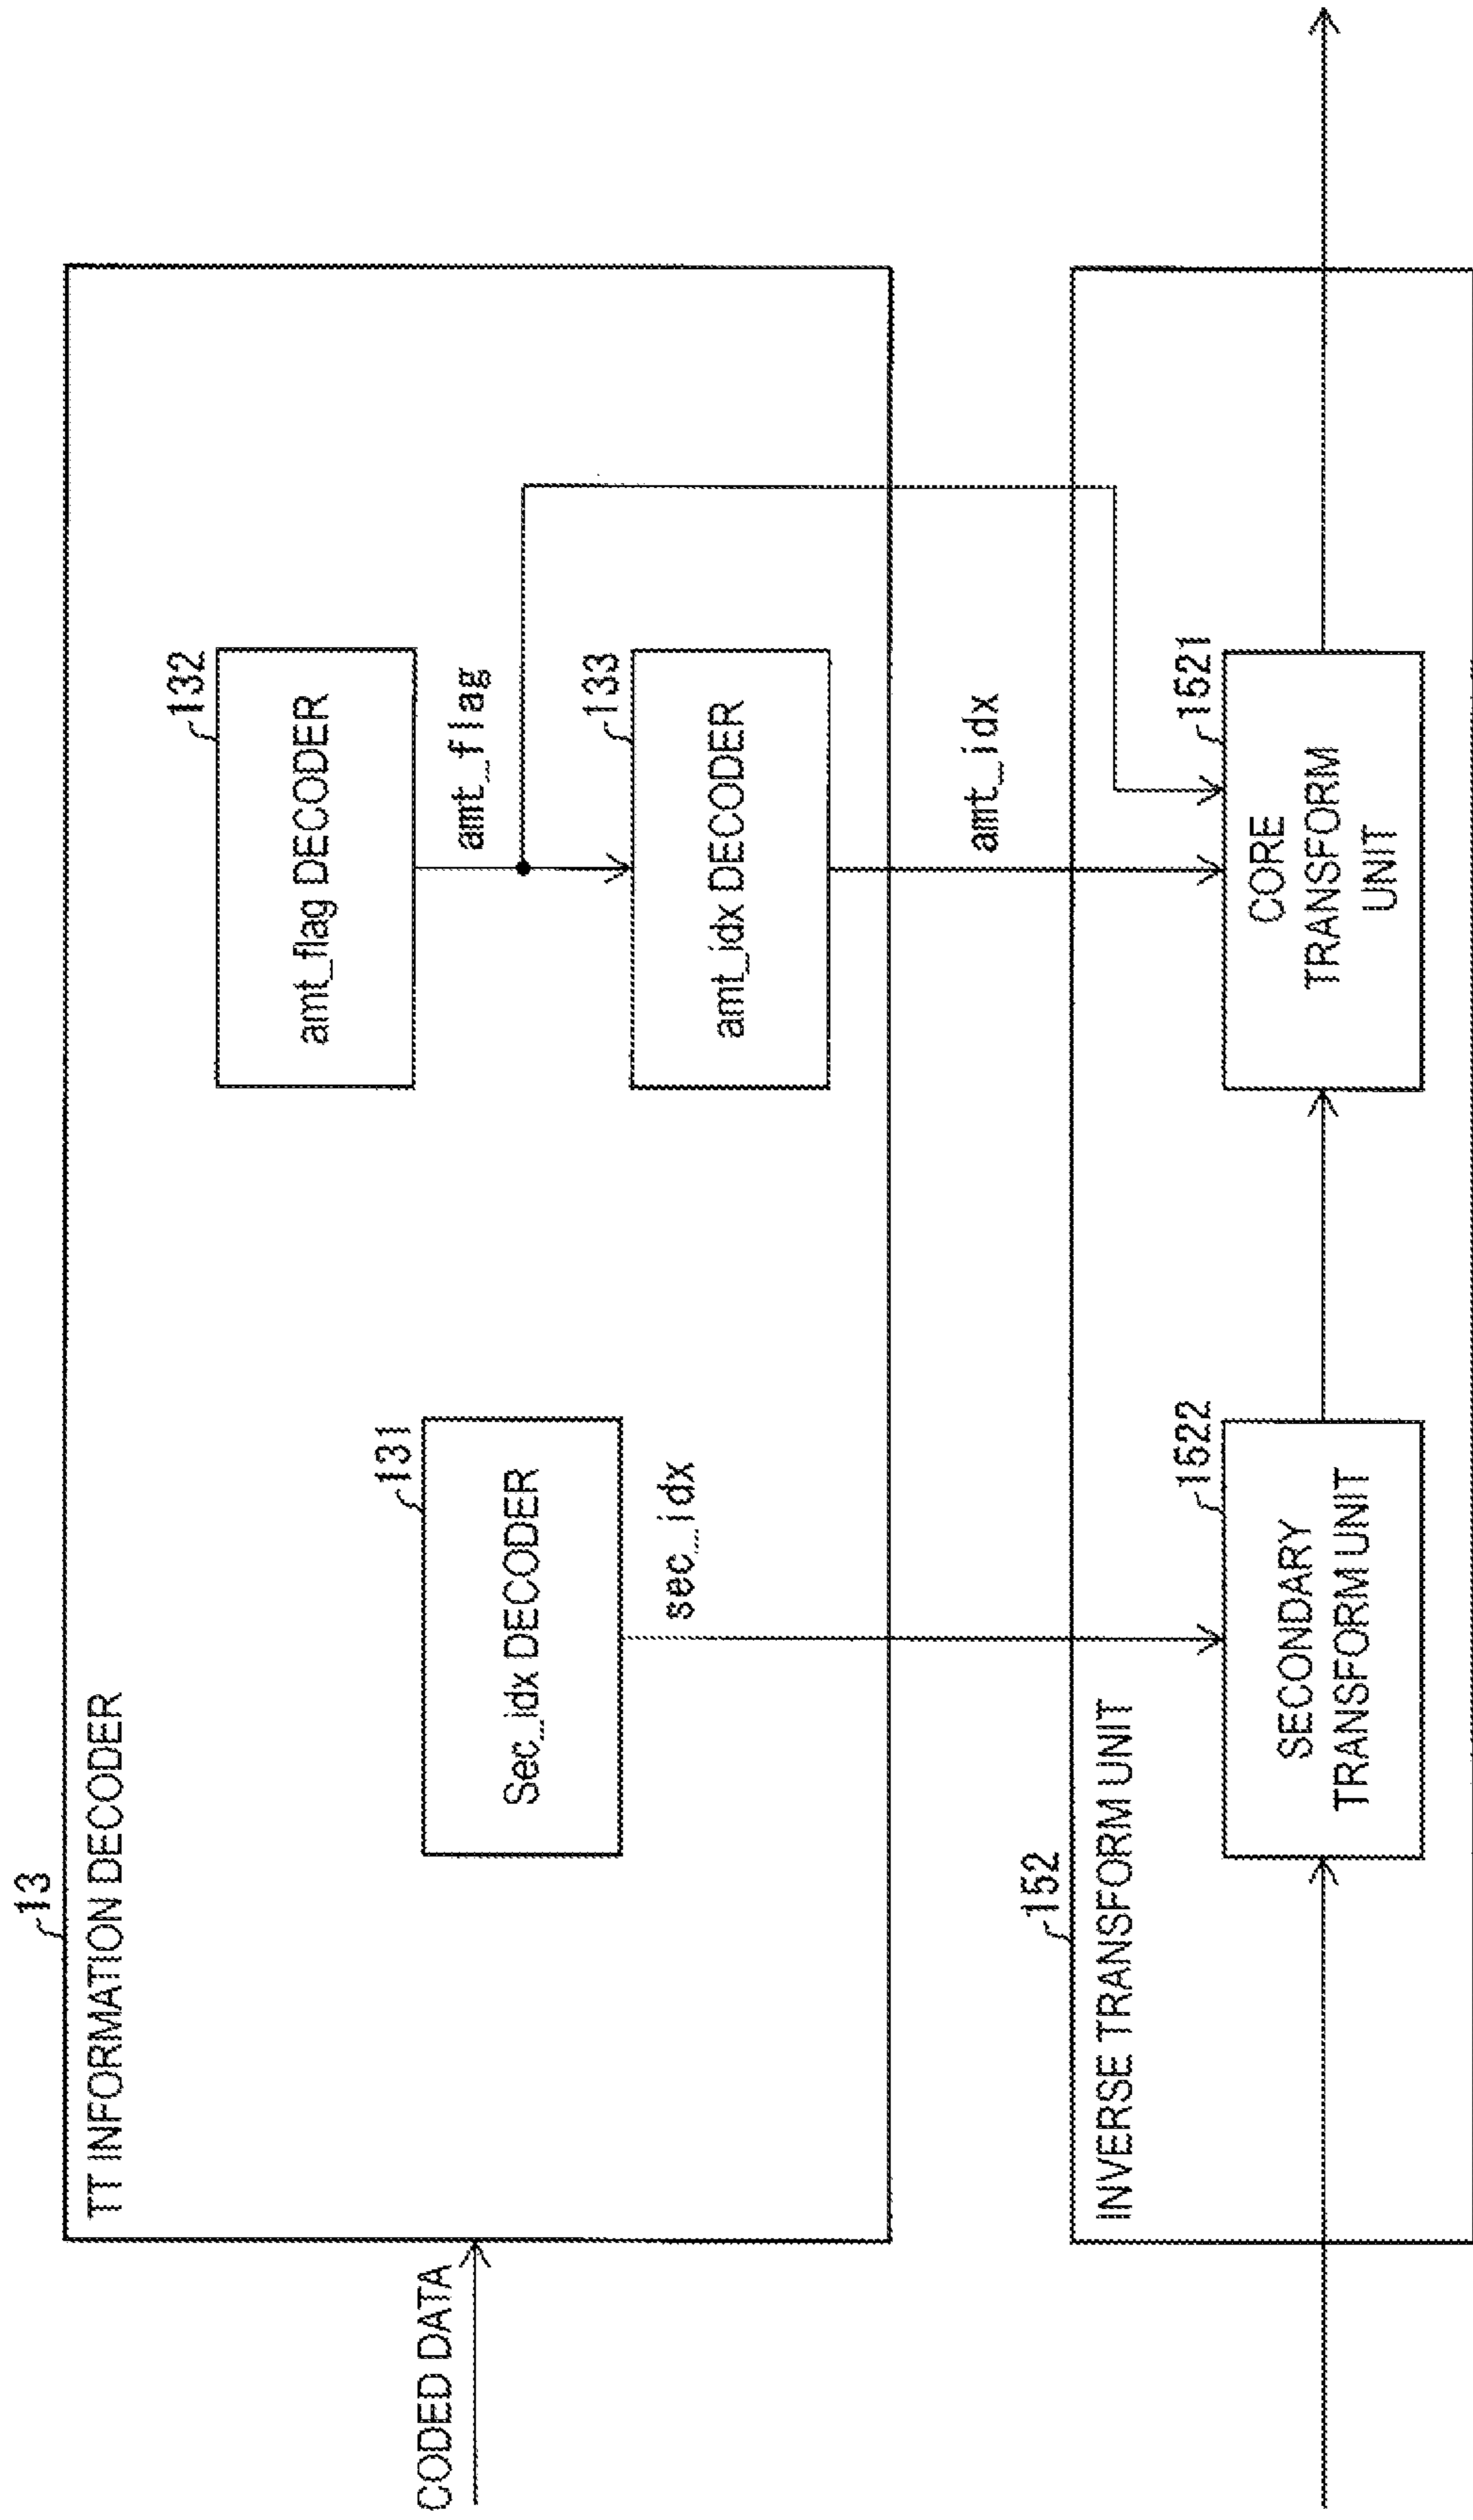 13
TT INFORMATION DECODER
CODED DATA
132
amt_flag DECODER
amt_flag
131
Sec_idx DECODER
sec_idx
133
amt_idx DECODER
amt_idx
152
INVERSE TRANSFORM UNIT
1522
SECONDARY
TRANSFORM UNIT
1521
CORE
TRANSFORM
UNIT